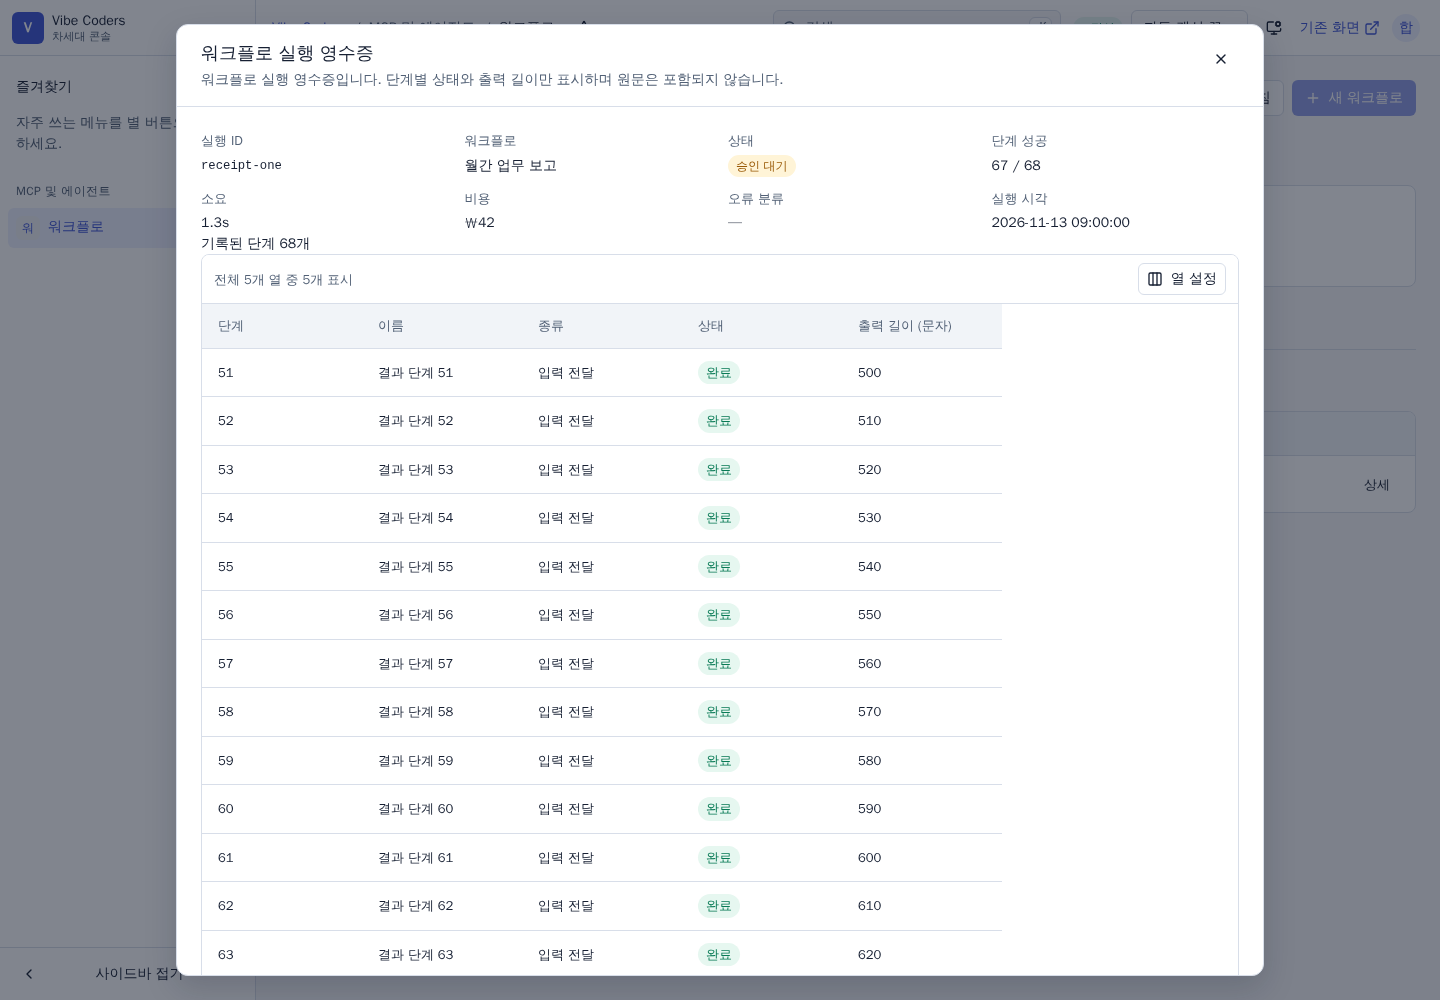 Vibe Coders
차세대 콘솔
기존 화면
합
즐겨찾기
하세요.
MCP 및 에이전트
워 워크플로
사이드바 접기
새 워크플로
상세
워크플로 실행 영수증
워크플로 실행 영수증입니다. 단계별 상태와 출력 길이만 표시하며 원문은 포함되지 않습니다.
실행 ID 워크플로 상태 단계 성공
receipt-one 월간 업무 보고 승인 대기 67 / 68
소요 비용 오류 분류 실행 시각
1.3s ₩42 — 2026-11-13 09:00:00
기록된 단계 68개
전체 5개 열 중 5개 표시 열 설정
단계 이름 종류 상태 출력 길이 (문자)
51 결과 단계 51 입력 전달 완료 500
52 결과 단계 52 입력 전달 완료 510
53 결과 단계 53 입력 전달 완료 520
54 결과 단계 54 입력 전달 완료 530
55 결과 단계 55 입력 전달 완료 540
56 결과 단계 56 입력 전달 완료 550
57 결과 단계 57 입력 전달 완료 560
58 결과 단계 58 입력 전달 완료 570
59 결과 단계 59 입력 전달 완료 580
60 결과 단계 60 입력 전달 완료 590
61 결과 단계 61 입력 전달 완료 600
62 결과 단계 62 입력 전달 완료 610
63 결과 단계 63 입력 전달 완료 620